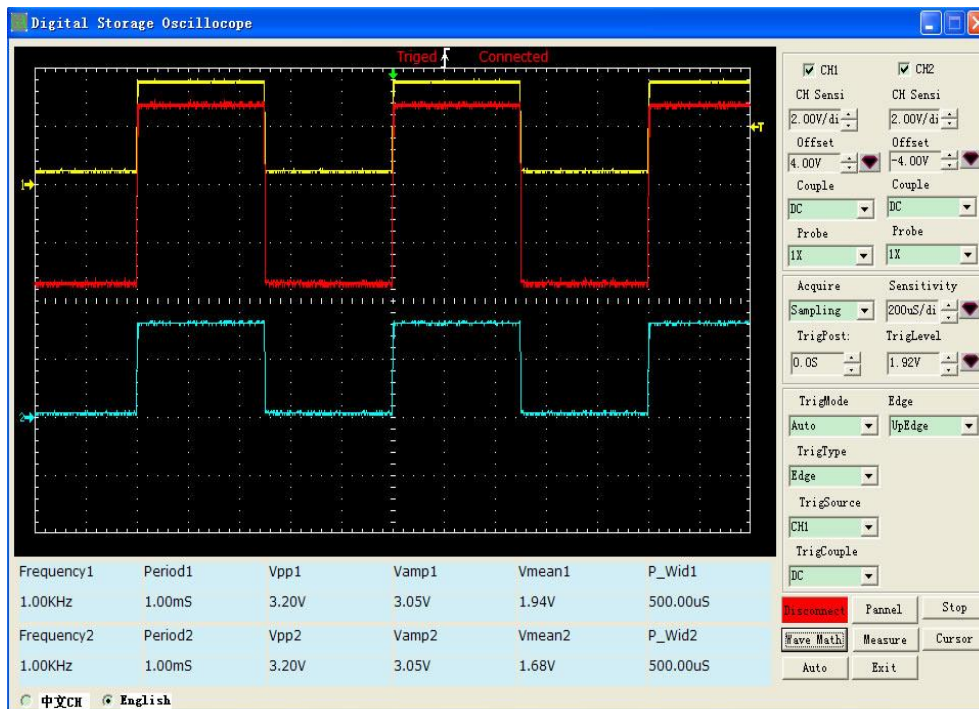 Digital Storage Oscillocope
Triged Connected
T
1
2
CH1 CH2
CH Sensi CH Sensi
2.00V/di 2.00V/di
Offset Offset
4.00V -4.00V
Couple Couple
DC DC
Probe Probe
1X 1X
Acquire Sensitivity
Sampling 200uS/di
TrigPost: TrigLevel
0.0S 1.92V
TrigMode Edge
Auto UpEdge
TrigType
Edge
TrigSource
CH1
TrigCouple
DC
Disconnect Pannel Stop
Wave Math Measure Cursor
Auto Exit
Frequency1 Period1 Vpp1 Vamp1 Vmean1 P_Wid1
1.00KHz 1.00mS 3.20V 3.05V 1.94V 500.00uS
Frequency2 Period2 Vpp2 Vamp2 Vmean2 P_Wid2
1.00KHz 1.00mS 3.20V 3.05V 1.68V 500.00uS
中文CH English